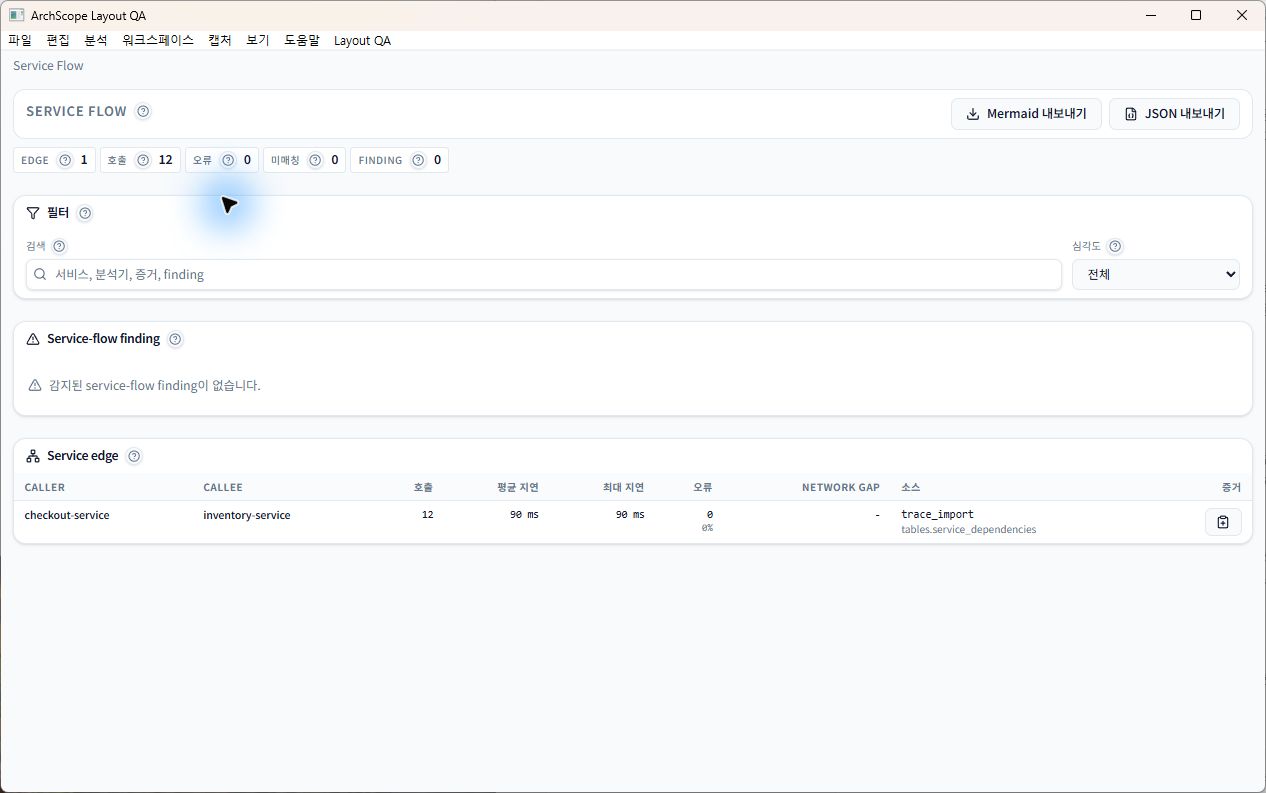 ArchScope Layout QA
파일 편집 분석 워크스페이스 캡처 보기 도움말 Layout QA
Service Flow
SERVICE FLOW
Mermaid 내보내기 JSON 내보내기
EDGE 1 호출 12 오류 0 미매칭 0 FINDING 0
필터
검색 심각도
서비스, 분석기, 증거, finding 전체
Service-flow finding
감지된 service-flow finding이 없습니다.
Service edge
CALLER CALLEE 호출 평균 지연 최대 지연 오류 NETWORK GAP 소스 증거
checkout-service inventory-service 12 90 ms 90 ms 0 - trace_import
0% tables.service_dependencies